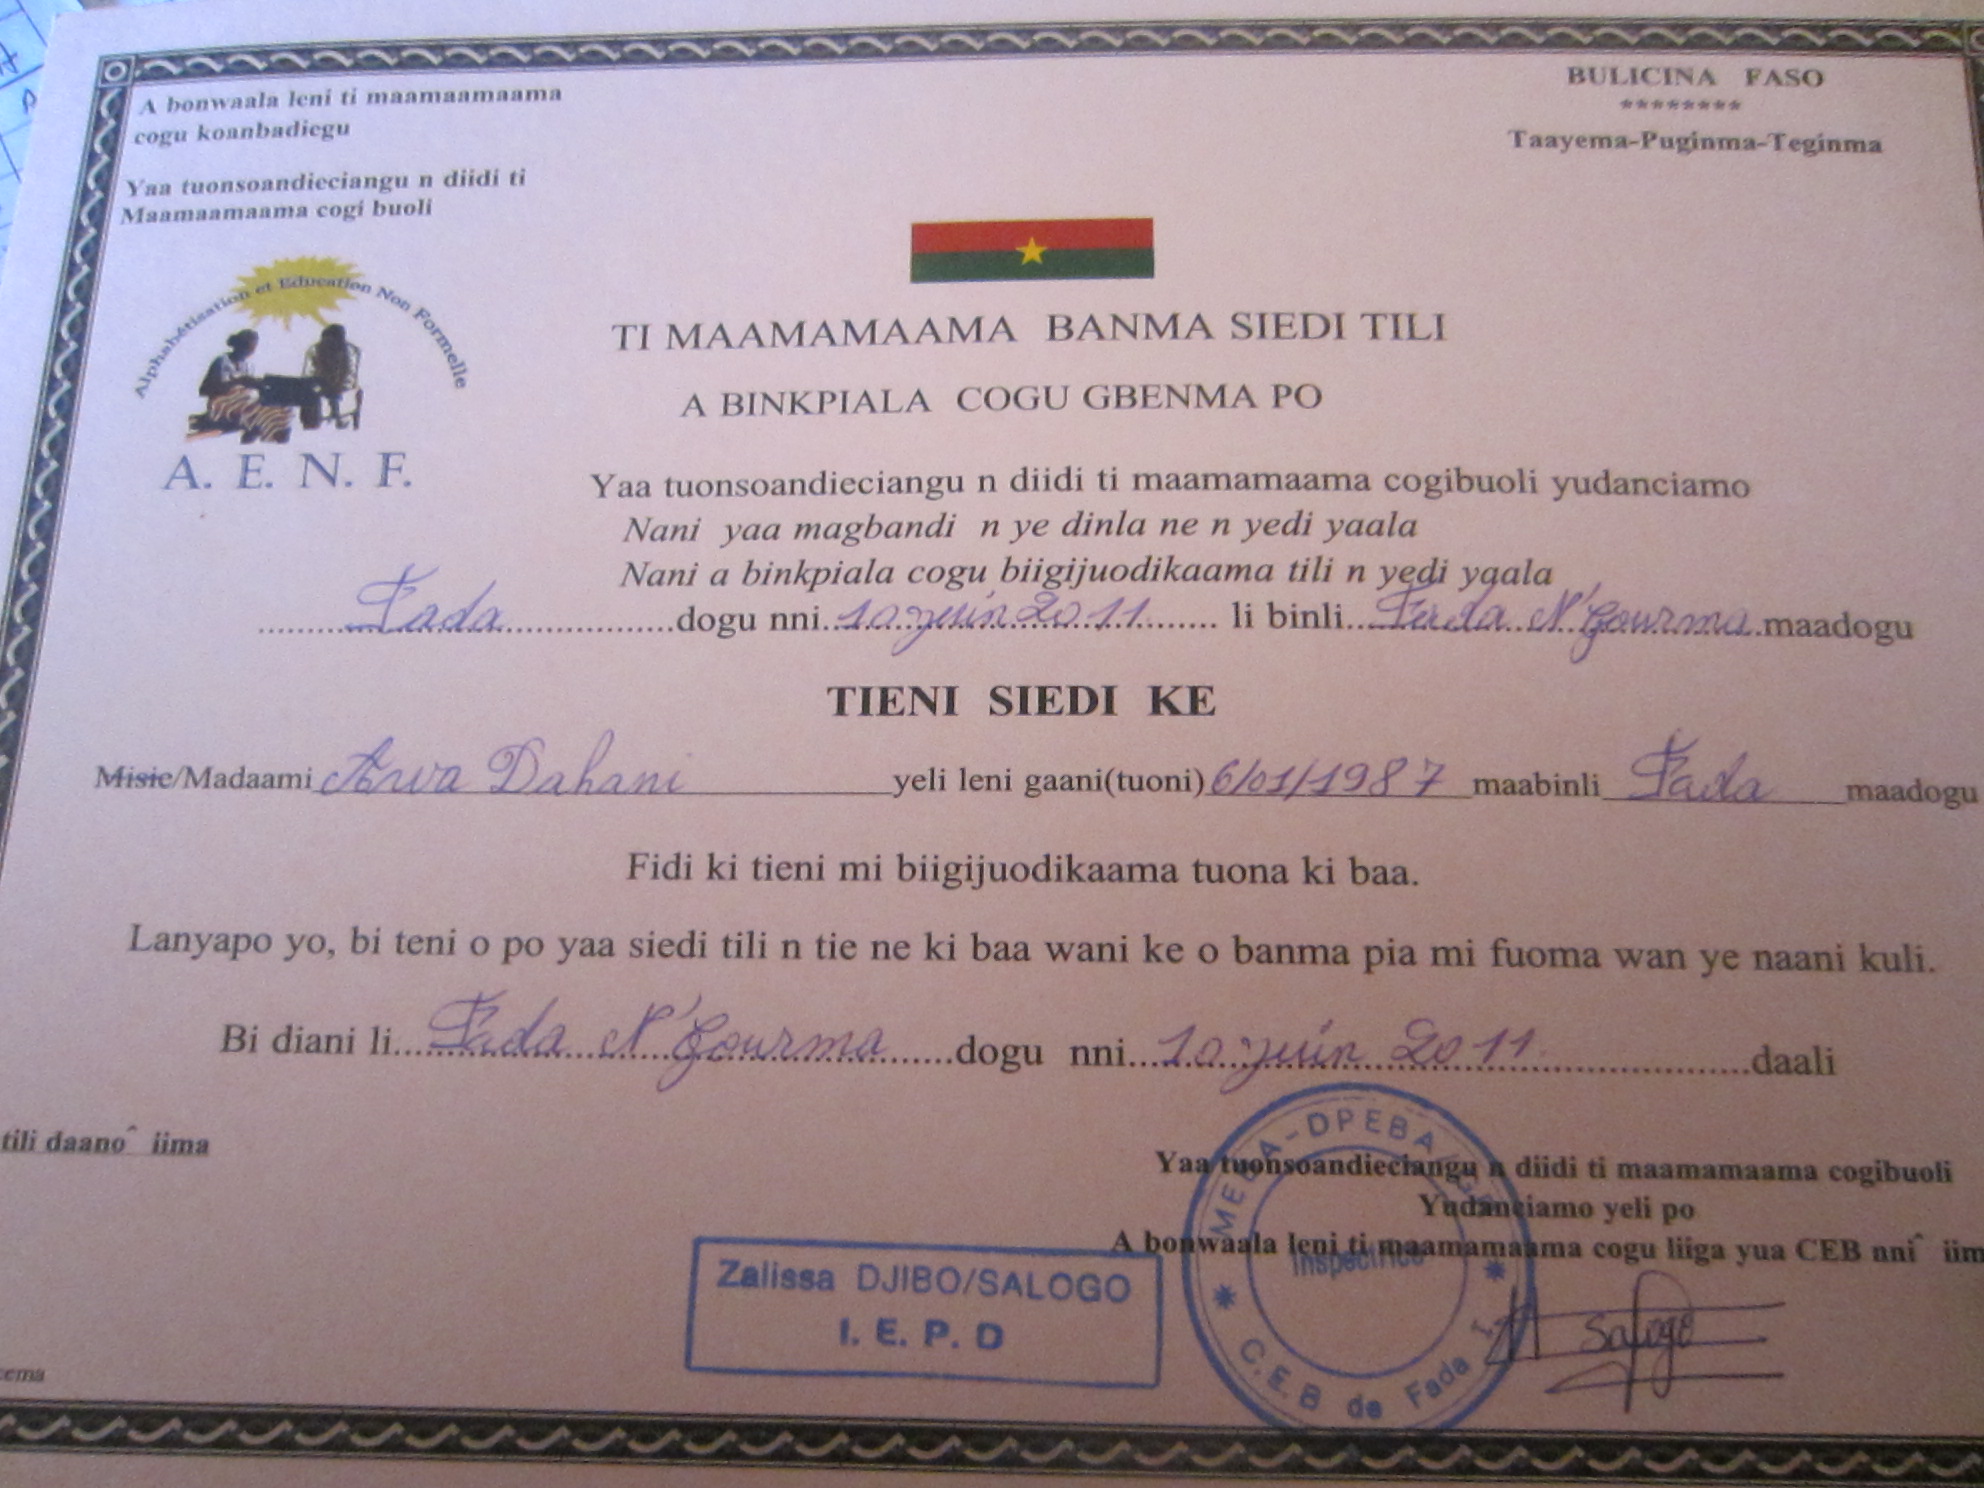 A bonwaala leni ti maamaamaama
cogu koanbadiegu
Yaa tuonsoandieciangu n diidi ti
Maamaamaama cogi buoli
BULICINA FASO
********
Taayema-Puginma-Teginma
Alphabétisation et Education Non Formelle
A. E. N. F.
TI MAAMAMAAMA BANMA SIEDI TILI
A BINKPIALA COGU GBENMA PO
Yaa tuonsoandieciangu n diidi ti maamamaama cogibuoli yudanciamo
Nani yaa magbandi n ye dinla ne n yedi yaala
Nani a binkpiala cogu biigijuodikaama tili n yedi yaala
Fada dogu nni 10 juin 2011 li binli Fada N'Gourma maadogu
TIENI SIEDI KE
Misie/Madaami Awa Dahani yeli leni gaani(tuoni) 6/01/1987 maabinli Fada maadogu
Fidi ki tieni mi biigijuodikaama tuona ki baa.
Lanyapo yo, bi teni o po yaa siedi tili n tie ne ki baa wani ke o banma pia mi fuoma wan ye naani kuli.
Bi diani li Fada N'Gourma dogu nni 10 juin 2011 daali
tili daano^ iima
Yaa tuonsoandieciangu n diidi ti maamamaama cogibuoli
Yudanciamo yeli po
A bonwaala leni ti maamamaama cogu liiga yua CEB nni^ iim
MEBA-DPEBA
Inspectrice
C.E.B de Fada I
Zalissa DJIBO/SALOGO
I. E. P. D
Salogo